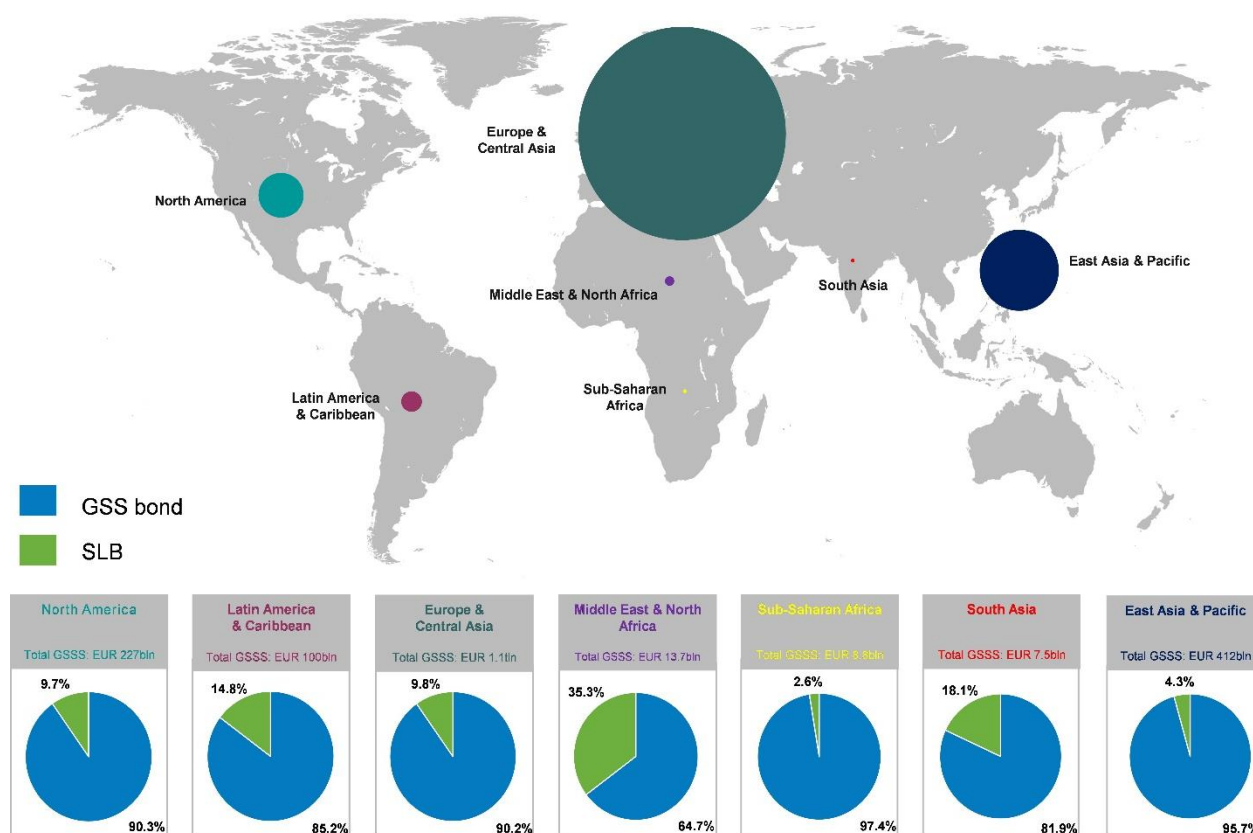 Europe &
Central Asia
North America
East Asia & Pacific
South Asia
Middle East & North Africa
Sub-Saharan
Africa
Latin America
& Caribbean
GSS bond
SLB
North America
Total GSSS: EUR 227bln
9.7%
90.3%
Latin America
& Caribbean
Total GSSS: EUR 100bln
14.8%
85.2%
Europe &
Central Asia
Total GSSS: EUR 1.1tln
9.8%
90.2%
Middle East & North
Africa
Total GSSS: EUR 13.7bln
35.3%
64.7%
Sub-Saharan Africa
Total GSSS: EUR
2.6%
97.4%
South Asia
Total GSSS: EUR 7.5bln
18.1%
81.9%
East Asia & Pacific
Total GSSS: EUR 412bln
4.3%
95.7%